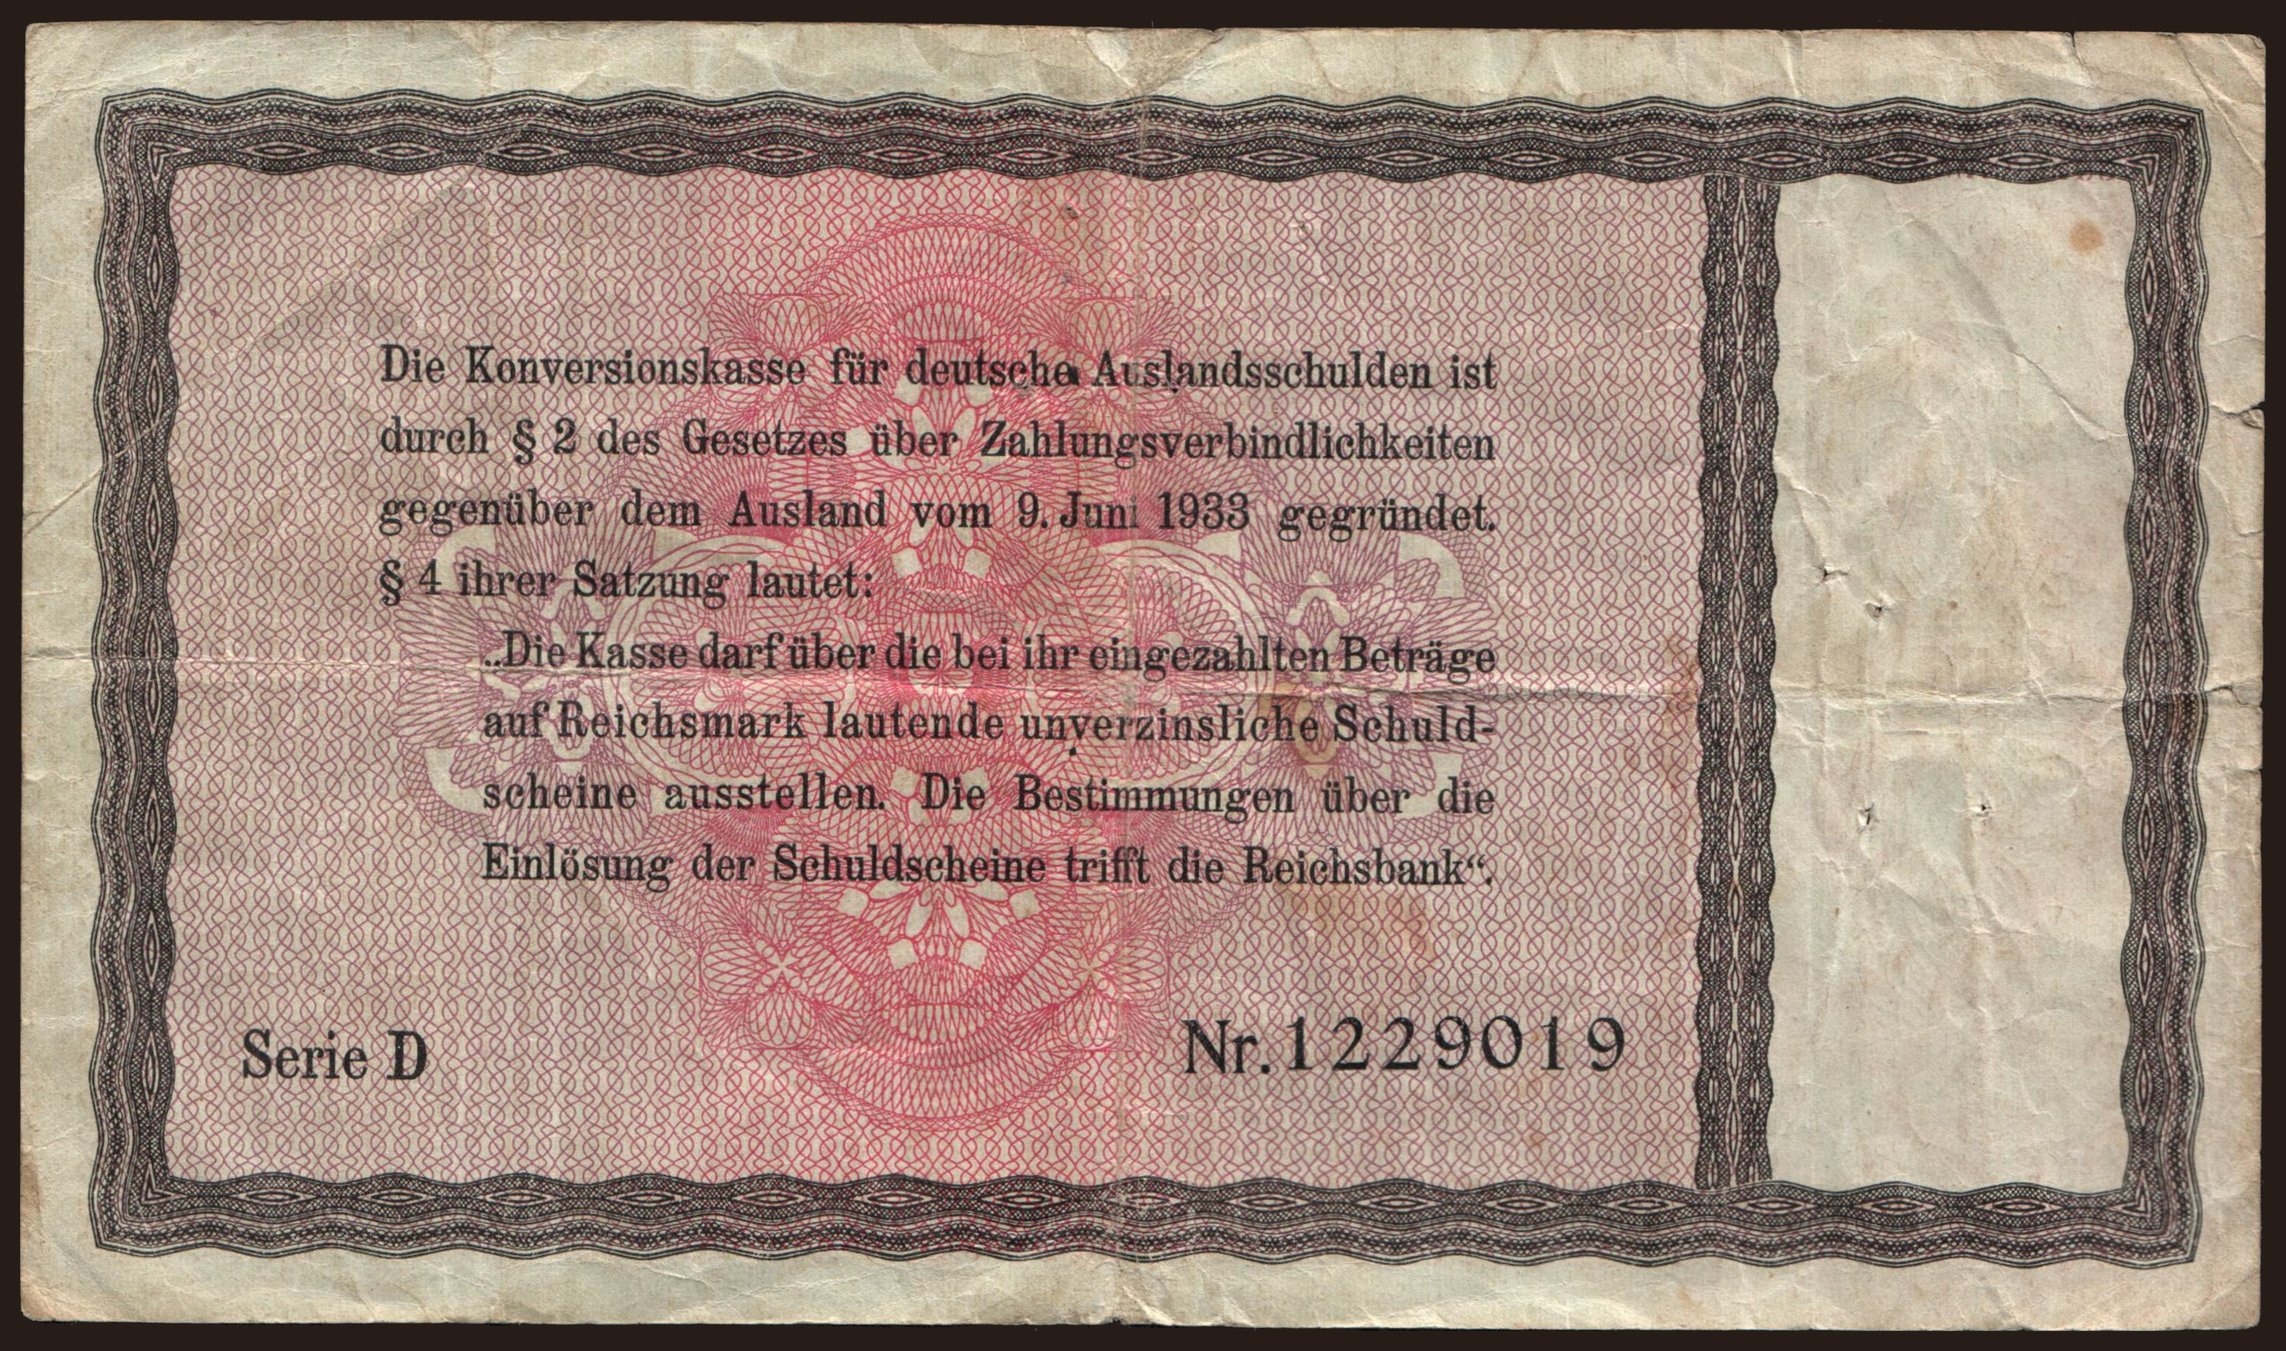 Die Konversionskasse für deutsche Auslandsschulden ist
durch § 2 des Gesetzes über Zahlungsverbindlichkeiten
gegenüber dem Ausland vom 9. Juni 1933 gegründet.
§ 4 ihrer Satzung lautet:
„Die Kasse darf über die bei ihr eingezahlten Beträge
auf Reichsmark lautende unverzinsliche Schuld-
scheine ausstellen. Die Bestimmungen über die
Einlösung der Schuldscheine trifft die Reichsbank“.
Serie D
Nr. 1229019